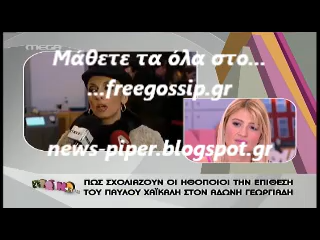 MEGA
Μάθετε τα όλα στο...
...freegossip.gr
news-piper.blogspot.gr
ΠΩΣ ΣΧΟΛΙΑΖΟΥΝ ΟΙ ΗΘΟΠΟΙΟΙ ΤΗΝ ΕΠΙΘΕΣΗ
ΤΟΥ ΠΑΥΛΟΥ ΧΑΪΚΑΛΗ ΣΤΟΝ ΑΔΩΝΗ ΓΕΩΡΓΙΑΔΗ